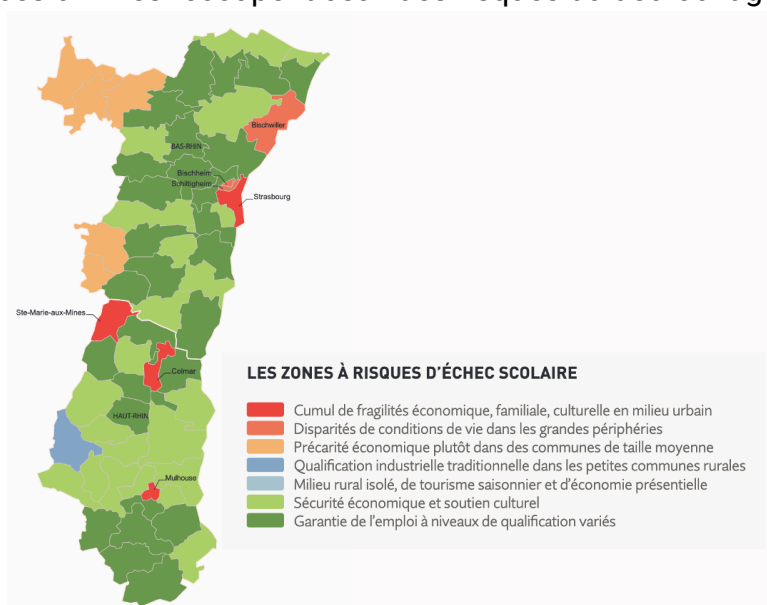 Bischwiller
BAS-RHIN
Bischheim
Schiltigheim
Strasbourg
Ste-Marie-aux-Mines
Colmar
HAUT-RHIN
Mulhouse
LES ZONES À RISQUES D'ÉCHEC SCOLAIRE
Cumul de fragilités économique, familiale, culturelle en milieu urbain
Disparités de conditions de vie dans les grandes périphéries
Précarité économique plutôt dans des communes de taille moyenne
Qualification industrielle traditionnelle dans les petites communes rurales
Milieu rural isolé, de tourisme saisonnier et d'économie présentielle
Sécurité économique et soutien culturel
Garantie de l'emploi à niveaux de qualification variés